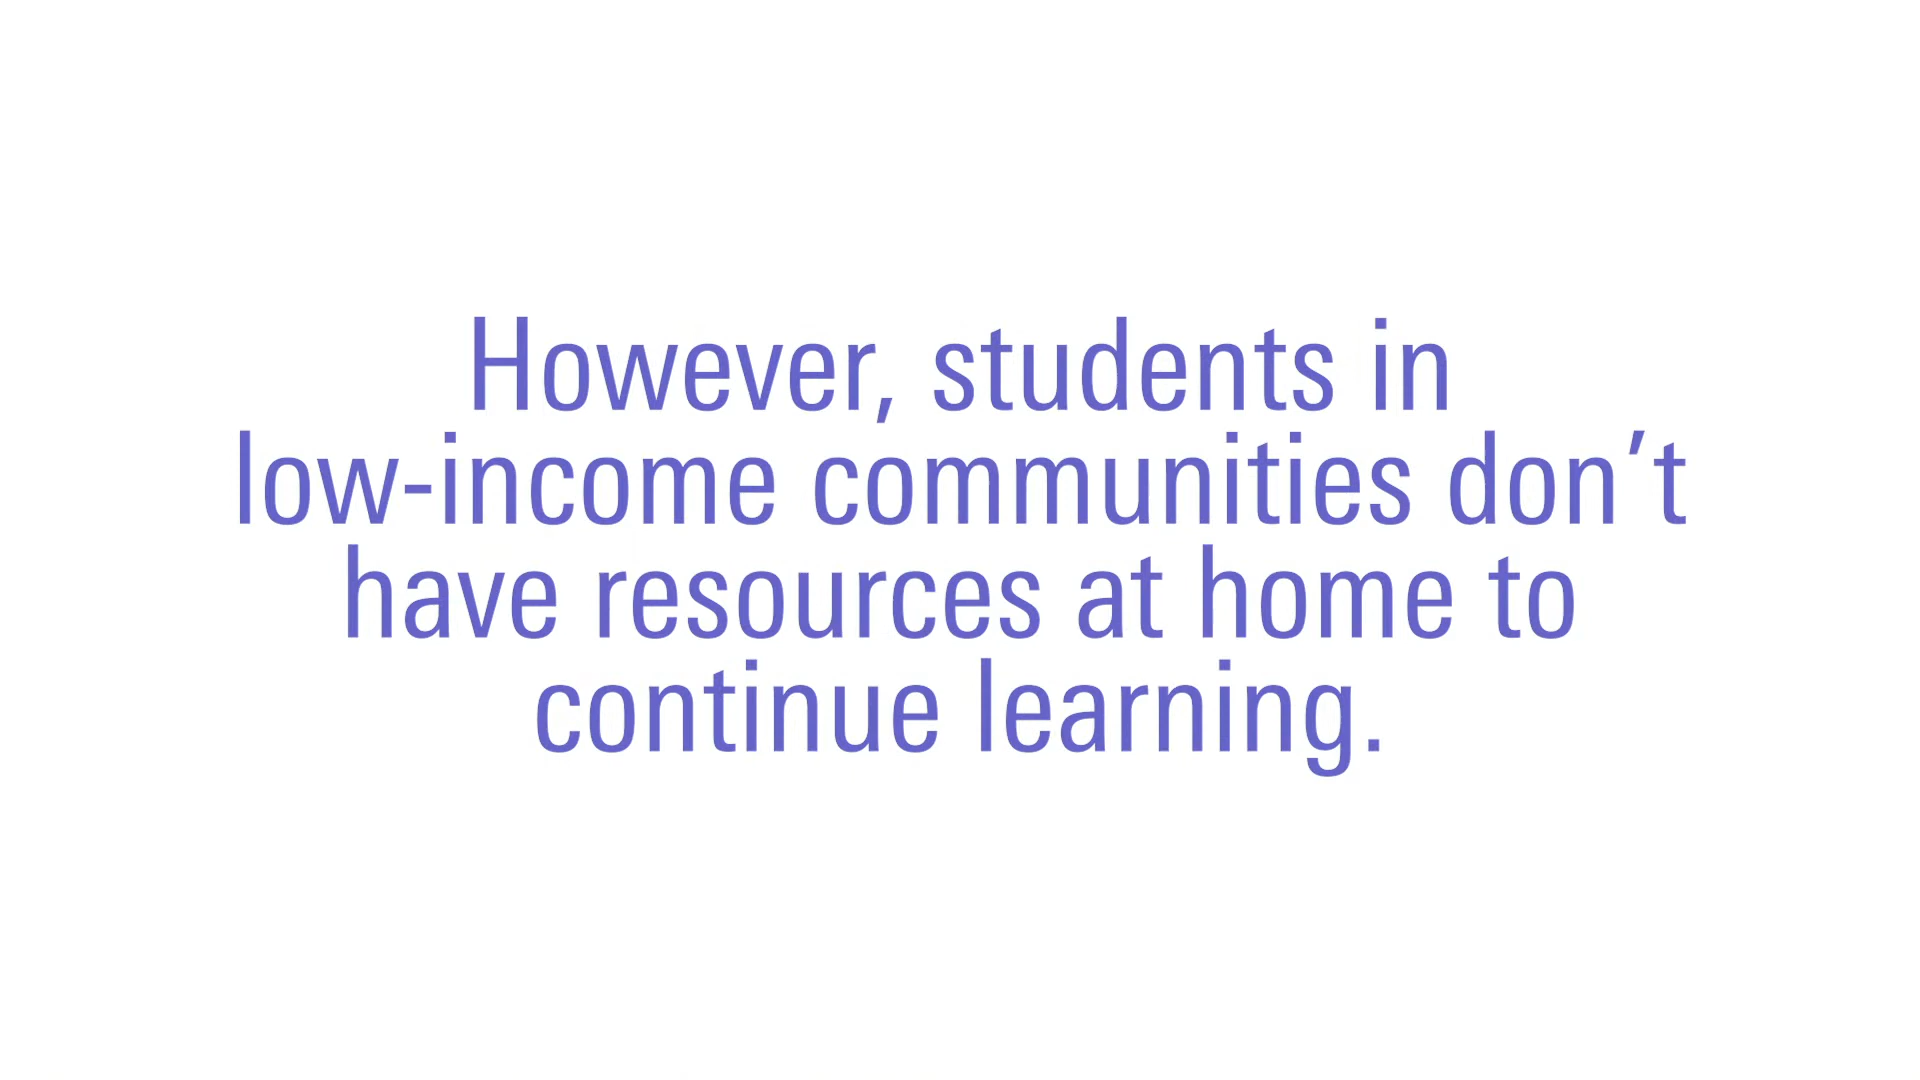 However, students in
low-income communities don’t
have resources at home to
continue learning.